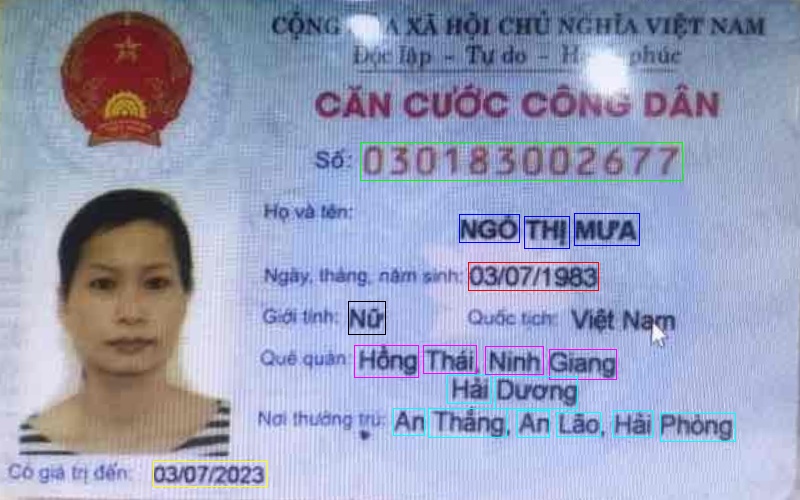 CỘNG XÃ HỘI CHỦ NGHĨA VIỆT NAM
Độc lập - Tự do - phúc
CĂN CƯỚC CÔNG DÂN
Số: 030183002677
Họ và tên:
NGÔ THỊ MƯA
Ngày, tháng, năm sinh: 03/07/1983
Giới tính: Nữ Quốc tịch: Việt Nam
Quê quán: Hồng Thái, Ninh Giang
Hải Dương
Nơi thường trú: An Thắng, An Lão, Hải Phòng
Có giá trị đến: 03/07/2023